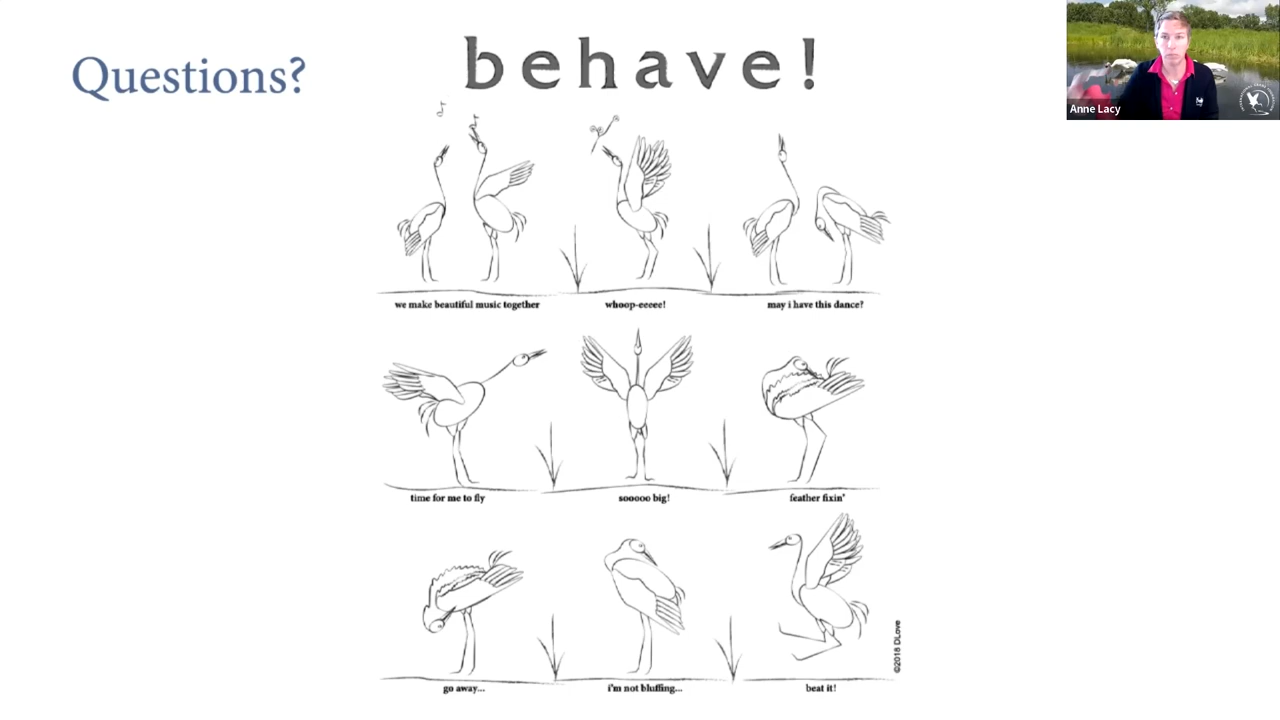 Questions?
behave!
Anne Lacy
we make beautiful music together
whoop-eeeee!
may i have this dance?
time for me to fly
sooooo big!
feather fixin'
go away...
i'm not bluffing...
beat it!
©2018 DLove